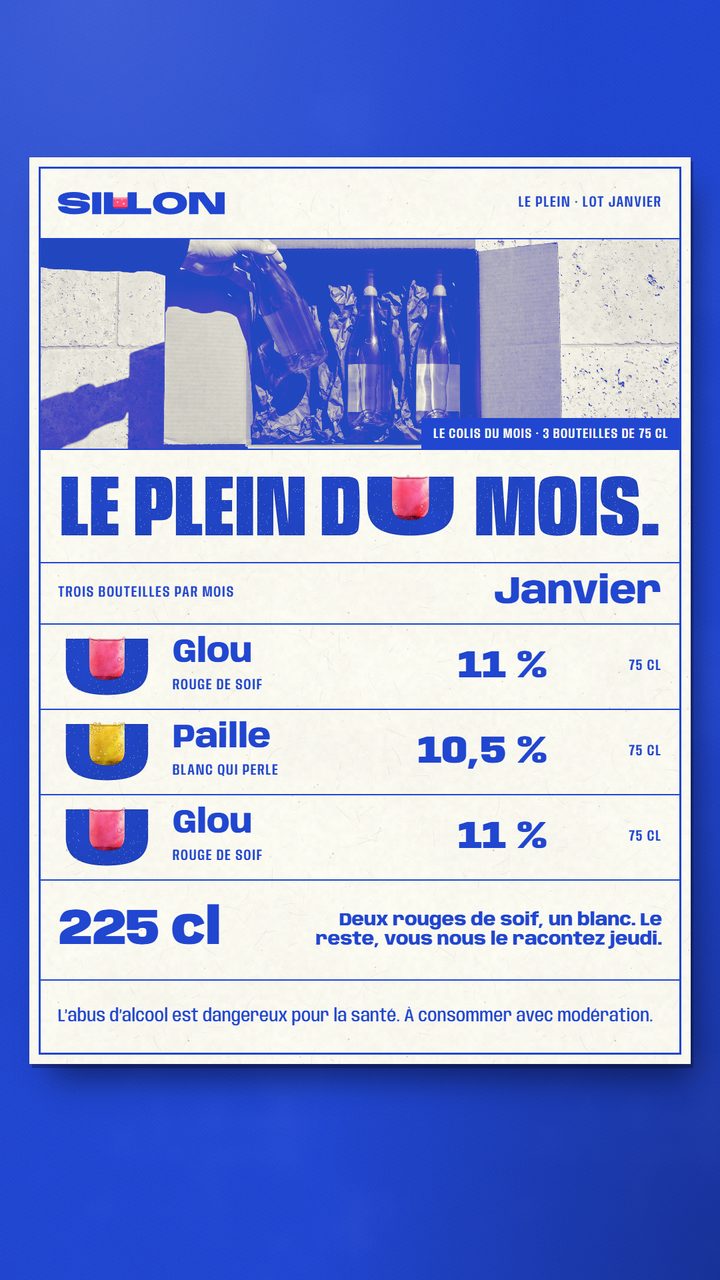 SILLON
LE PLEIN · LOT JANVIER
LE COLIS DU MOIS · 3 BOUTEILLES DE 75 CL
LE PLEIN DU MOIS.
TROIS BOUTEILLES PAR MOIS
Janvier
Glou
ROUGE DE SOIF
11 %
75 CL
Paille
BLANC QUI PERLE
10,5 %
75 CL
Glou
ROUGE DE SOIF
11 %
75 CL
225 cl
Deux rouges de soif, un blanc. Le
reste, vous nous le racontez jeudi.
L'abus d'alcool est dangereux pour la santé. À consommer avec modération.